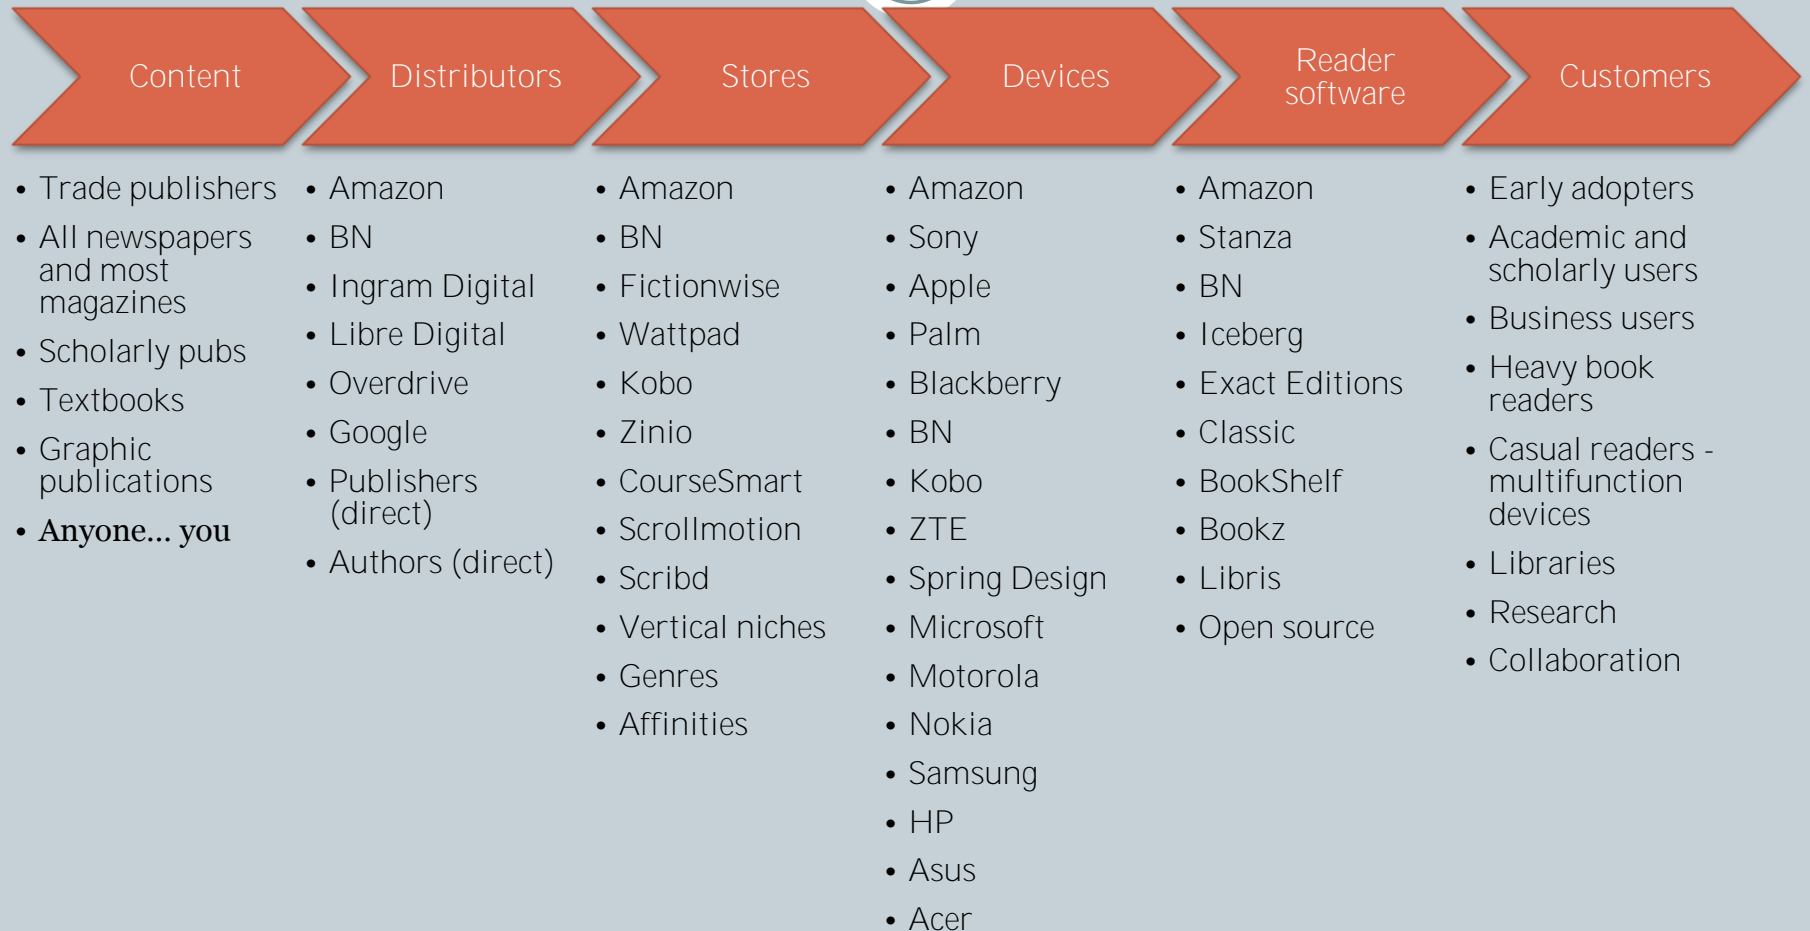 Content
Distributors
Stores
Devices
Reader
software
Customers
• Trade publishers
• All newspapers
and most
magazines
• Scholarly pubs
• Textbooks
• Graphic
publications
• Anyone... you
• Amazon
• BN
• Ingram Digital
• Libre Digital
• Overdrive
• Google
• Publishers
(direct)
• Authors (direct)
• Amazon
• BN
• Fictionwise
• Wattpad
• Kobo
• Zinio
• CourseSmart
• Scrollmotion
• Scribd
• Vertical niches
• Genres
• Affinities
• Amazon
• Sony
• Apple
• Palm
• Blackberry
• BN
• Kobo
• ZTE
• Spring Design
• Microsoft
• Motorola
• Nokia
• Samsung
• HP
• Asus
• Acer
• Amazon
• Stanza
• BN
• Iceberg
• Exact Editions
• Classic
• BookShelf
• Bookz
• Libris
• Open source
• Early adopters
• Academic and
scholarly users
• Business users
• Heavy book
readers
• Casual readers -
multifunction
devices
• Libraries
• Research
• Collaboration